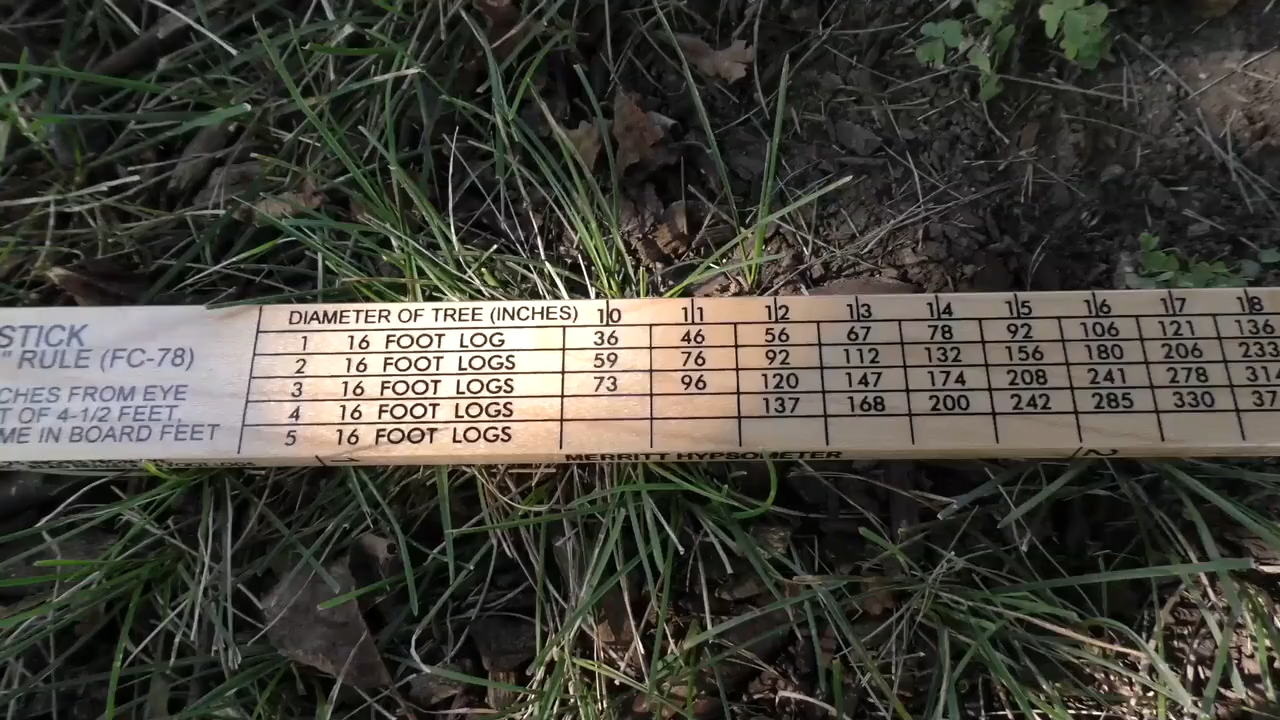 STICK
" RULE (FC-78)
CHES FROM EYE
T OF 4-1/2 FEET,
ME IN BOARD FEET
DIAMETER OF TREE (INCHES) 10 11 12 13 14 15 16 17 18
1 16 FOOT LOG 36 46 56 67 78 92 106 121 136
2 16 FOOT LOGS 59 76 92 112 132 156 180 206 233
3 16 FOOT LOGS 73 96 120 147 174 208 241 278 314
4 16 FOOT LOGS 137 168 200 242 285 330 37
5 16 FOOT LOGS
1 MERRITT HYPSOMETER 2